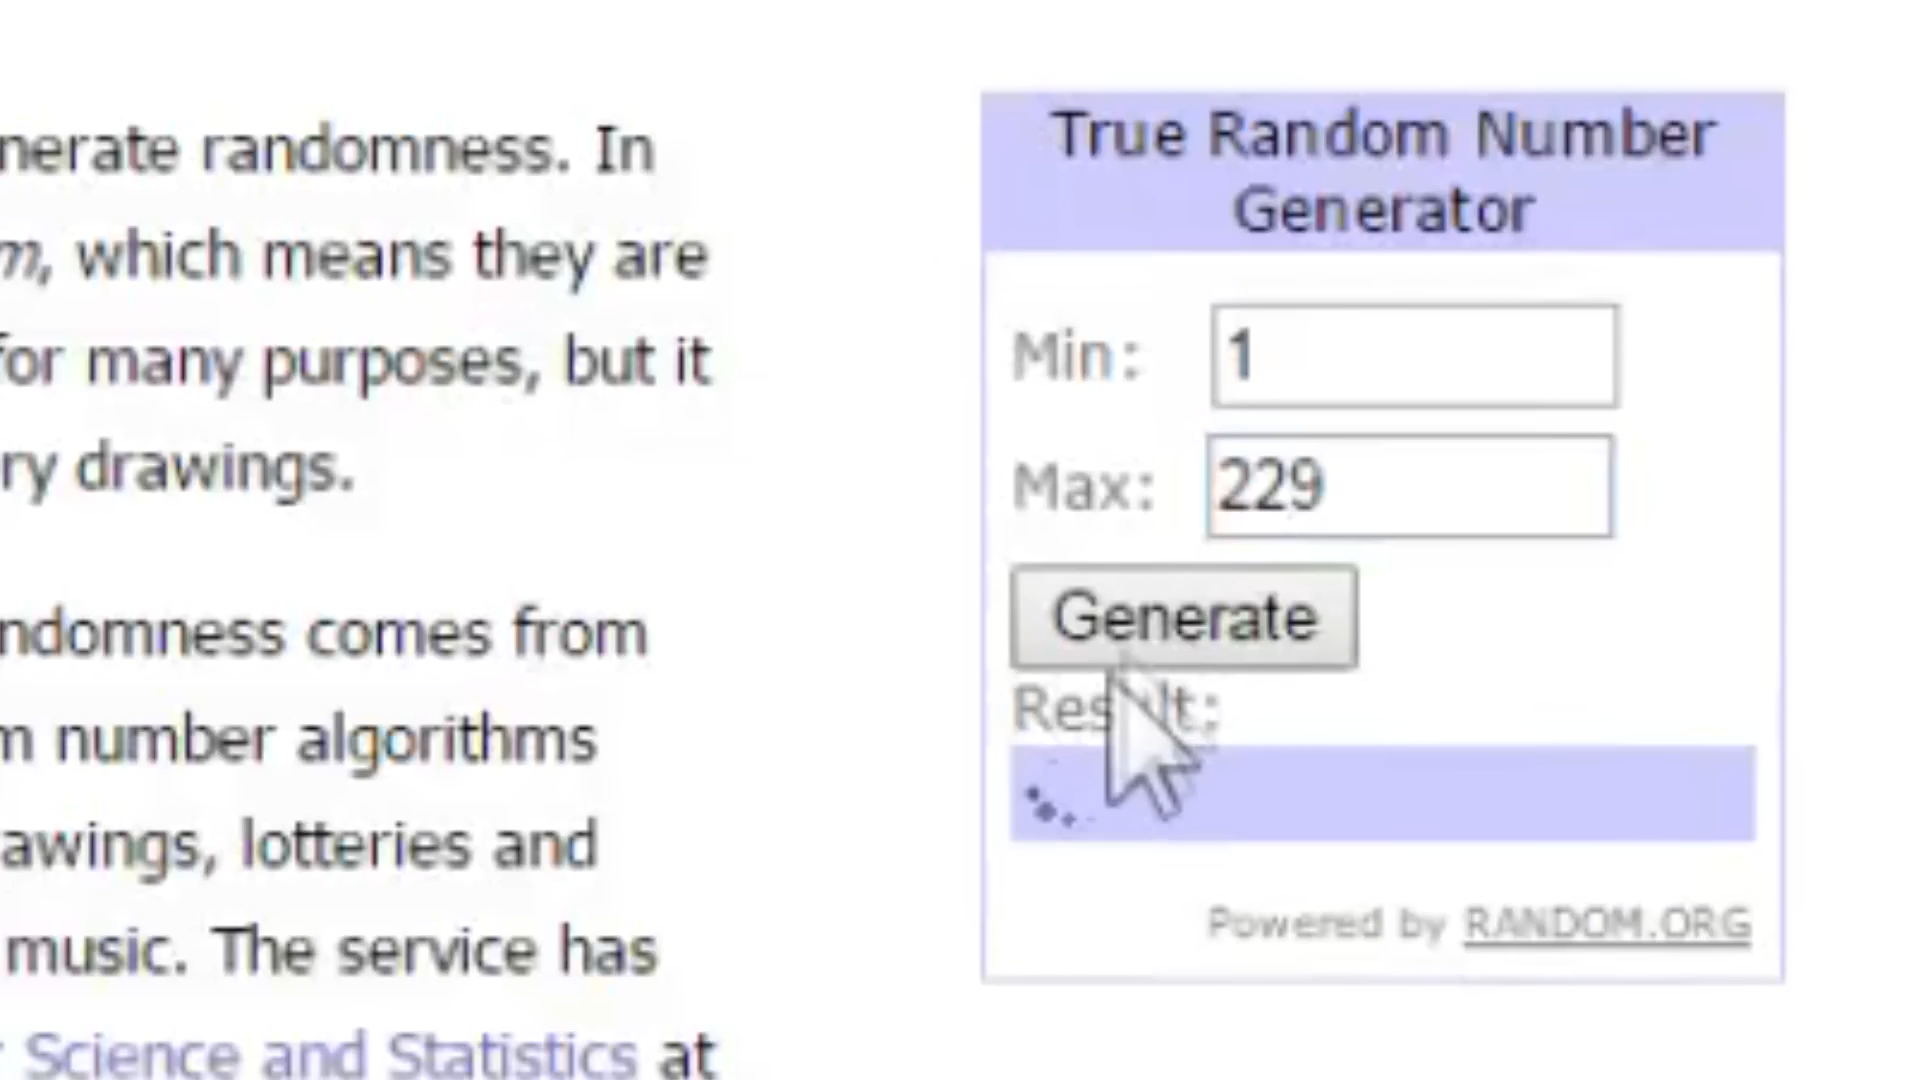 nerate randomness. In
m, which means they are
for many purposes, but it
ry drawings.
ndomness comes from
m number algorithms
awings, lotteries and
music. The service has
Science and Statistics at
True Random Number
Generator
Min: 1
Max: 229
Generate
Result:
Powered by RANDOM.ORG